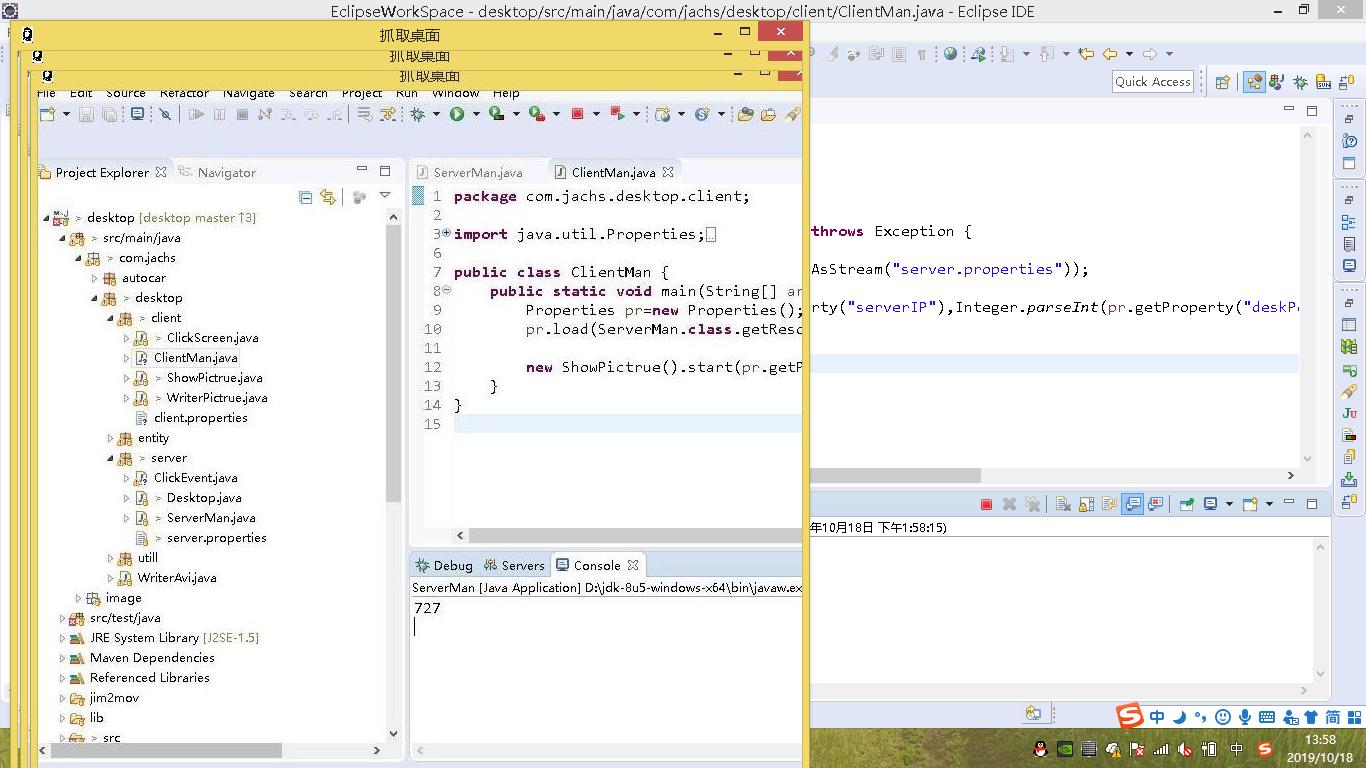 EclipseWorkSpace - desktop/src/main/java/com/jachs/desktop/client/ClientMan.java - Eclipse IDE
抓取桌面
抓取桌面
抓取桌面
File Edit Source Refactor Navigate Search Project Run Window Help
Quick Access
Project Explorer
Navigator
desktop [desktop master ↑3]
> src/main/java
> com.jachs
autocar
> desktop
> client
> ClickScreen.java
ClientMan.java
> ShowPictrue.java
> WriterPictrue.java
client.properties
entity
> server
ClickEvent.java
> Desktop.java
> ServerMan.java
> server.properties
utill
WriterAvi.java
image
src/test/java
JRE System Library [J2SE-1.5]
Maven Dependencies
Referenced Libraries
jim2mov
lib
> src
ServerMan.java
ClientMan.java
1 package com.jachs.desktop.client;
2
3 import java.util.Properties;
6
7 public class ClientMan {
8 public static void main(String[] ar
9 Properties pr=new Properties();
10 pr.load(ServerMan.class.getResc
11
12 new ShowPictrue().start(pr.getP
13 }
14 }
15
throws Exception {
AsStream("server.properties"));
rty("serverIP"),Integer.parseInt(pr.getProperty("deskP
Debug
Servers
Console
ServerMan [Java Application] D:\jdk-8u5-windows-x64\bin\javaw.ex
727
年10月18日 下午1:58:15)
中
简
中
13:58
2019/10/18